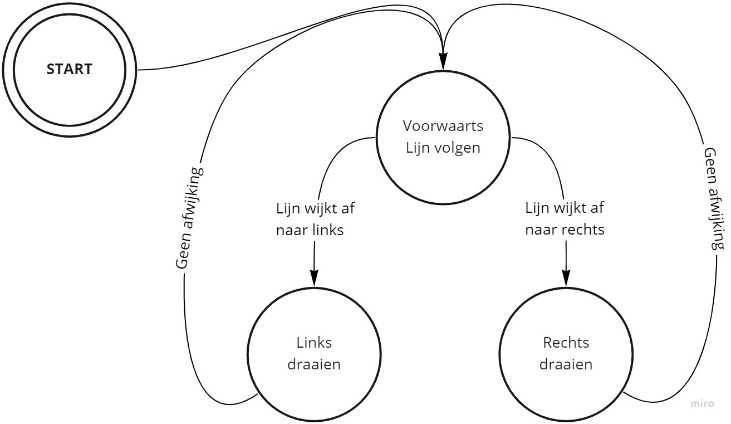 START
Voorwaarts
Lijn volgen
Geen afwijking
Lijn wijkt af
naar links
Lijn wijkt af
naar rechts
Geen afwijking
Links
draaien
Rechts
draaien
miro